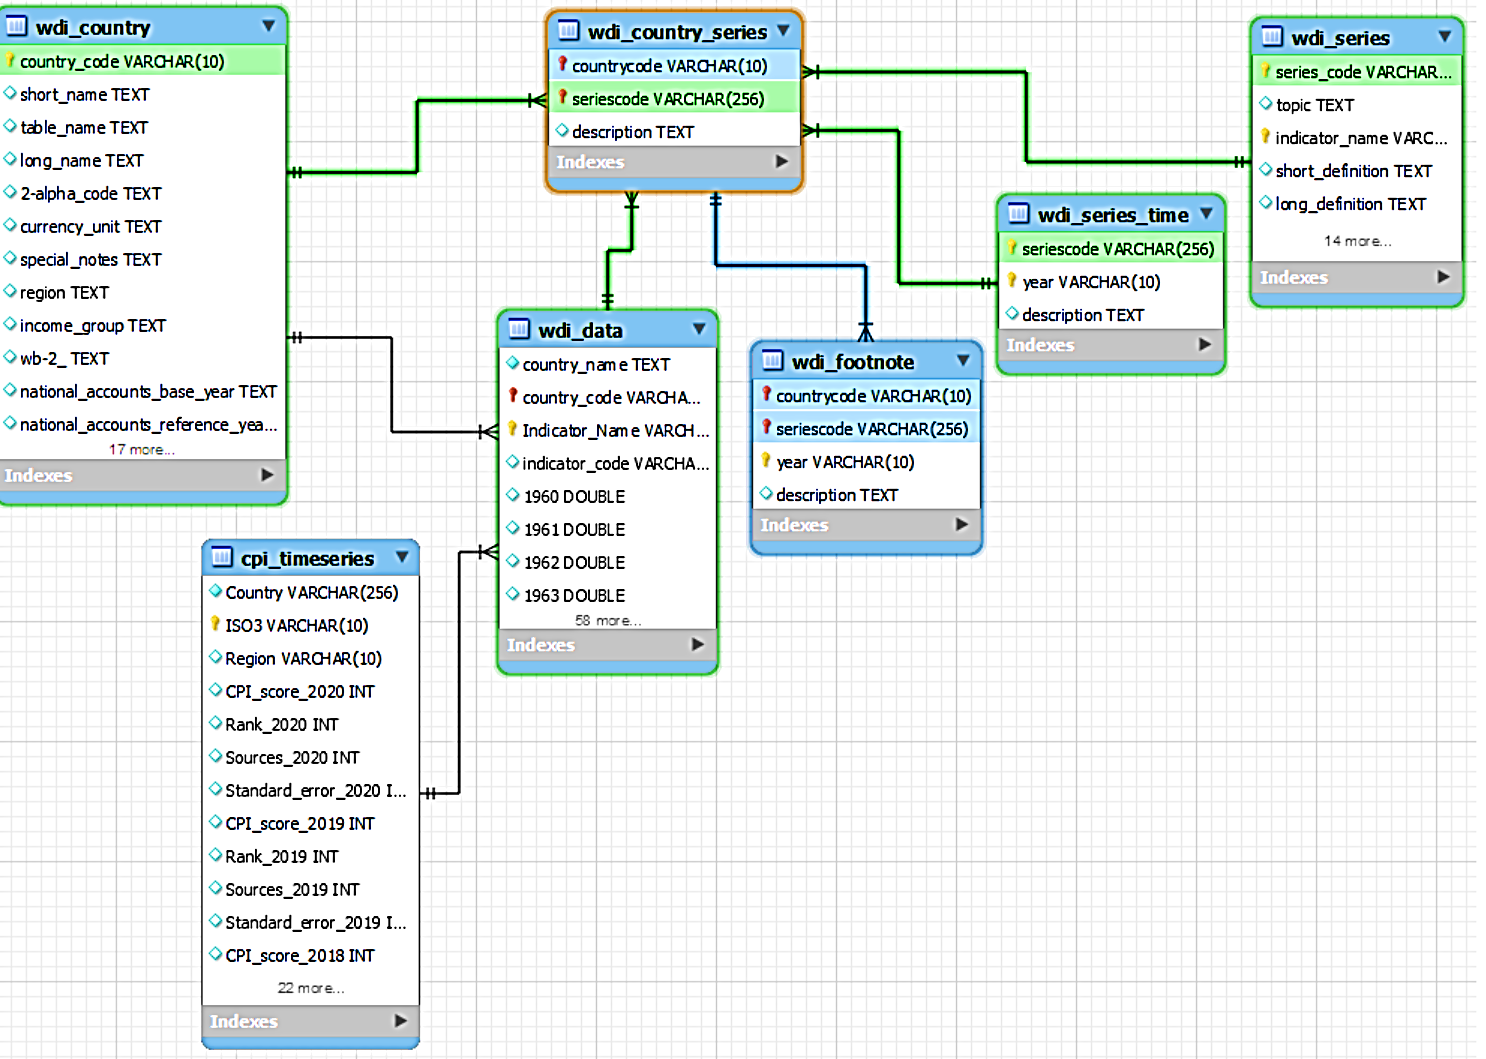 wdi_country
country_code VARCHAR(10)
short_name TEXT
table_name TEXT
long_name TEXT
2-alpha_code TEXT
currency_unit TEXT
special_notes TEXT
region TEXT
income_group TEXT
wb-2_ TEXT
national_accounts_base_year TEXT
national_accounts_reference_yea...
17 more...
Indexes
wdi_country_series
countrycode VARCHAR(10)
seriescode VARCHAR(256)
description TEXT
Indexes
wdi_series
series_code VARCHAR...
topic TEXT
indicator_name VARC...
short_definition TEXT
long_definition TEXT
14 more...
Indexes
wdi_series_time
seriescode VARCHAR(256)
year VARCHAR(10)
description TEXT
Indexes
wdi_data
country_name TEXT
country_code VARCHA...
Indicator_Name VARCH...
indicator_code VARCHA...
1960 DOUBLE
1961 DOUBLE
1962 DOUBLE
1963 DOUBLE
58 more...
Indexes
wdi_footnote
countrycode VARCHAR(10)
seriescode VARCHAR(256)
year VARCHAR(10)
description TEXT
Indexes
cpi_timeseries
Country VARCHAR(256)
ISO3 VARCHAR(10)
Region VARCHAR(10)
CPI_score_2020 INT
Rank_2020 INT
Sources_2020 INT
Standard_error_2020 I...
CPI_score_2019 INT
Rank_2019 INT
Sources_2019 INT
Standard_error_2019 I...
CPI_score_2018 INT
22 more...
Indexes